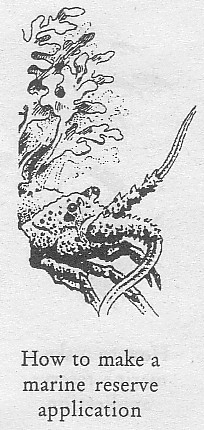 How to make a
marine reserve
application